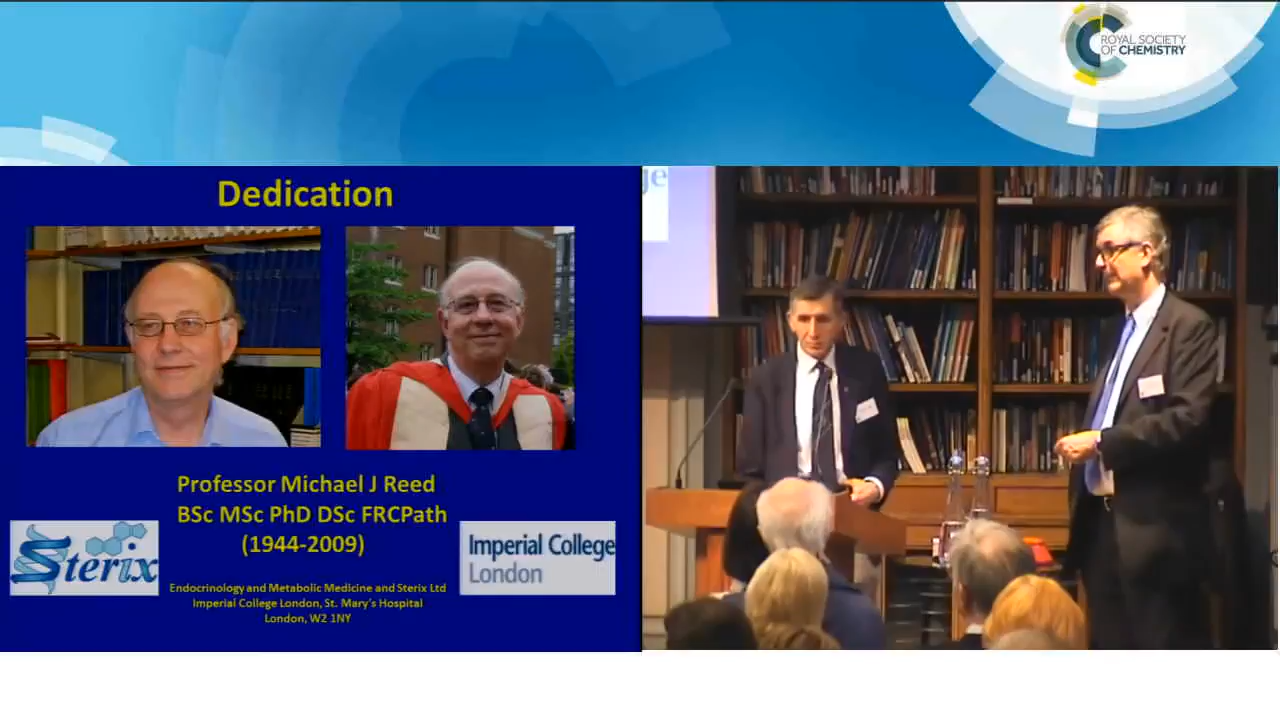 ROYAL SOCIETY
OF CHEMISTRY
Dedication
ge
Professor Michael J Reed
BSc MSc PhD DSc FRCPath
(1944-2009)
Sterix
Imperial College
London
Endocrinology and Metabolic Medicine and Sterix Ltd
Imperial College London, St. Mary's Hospital
London, W2 1NY